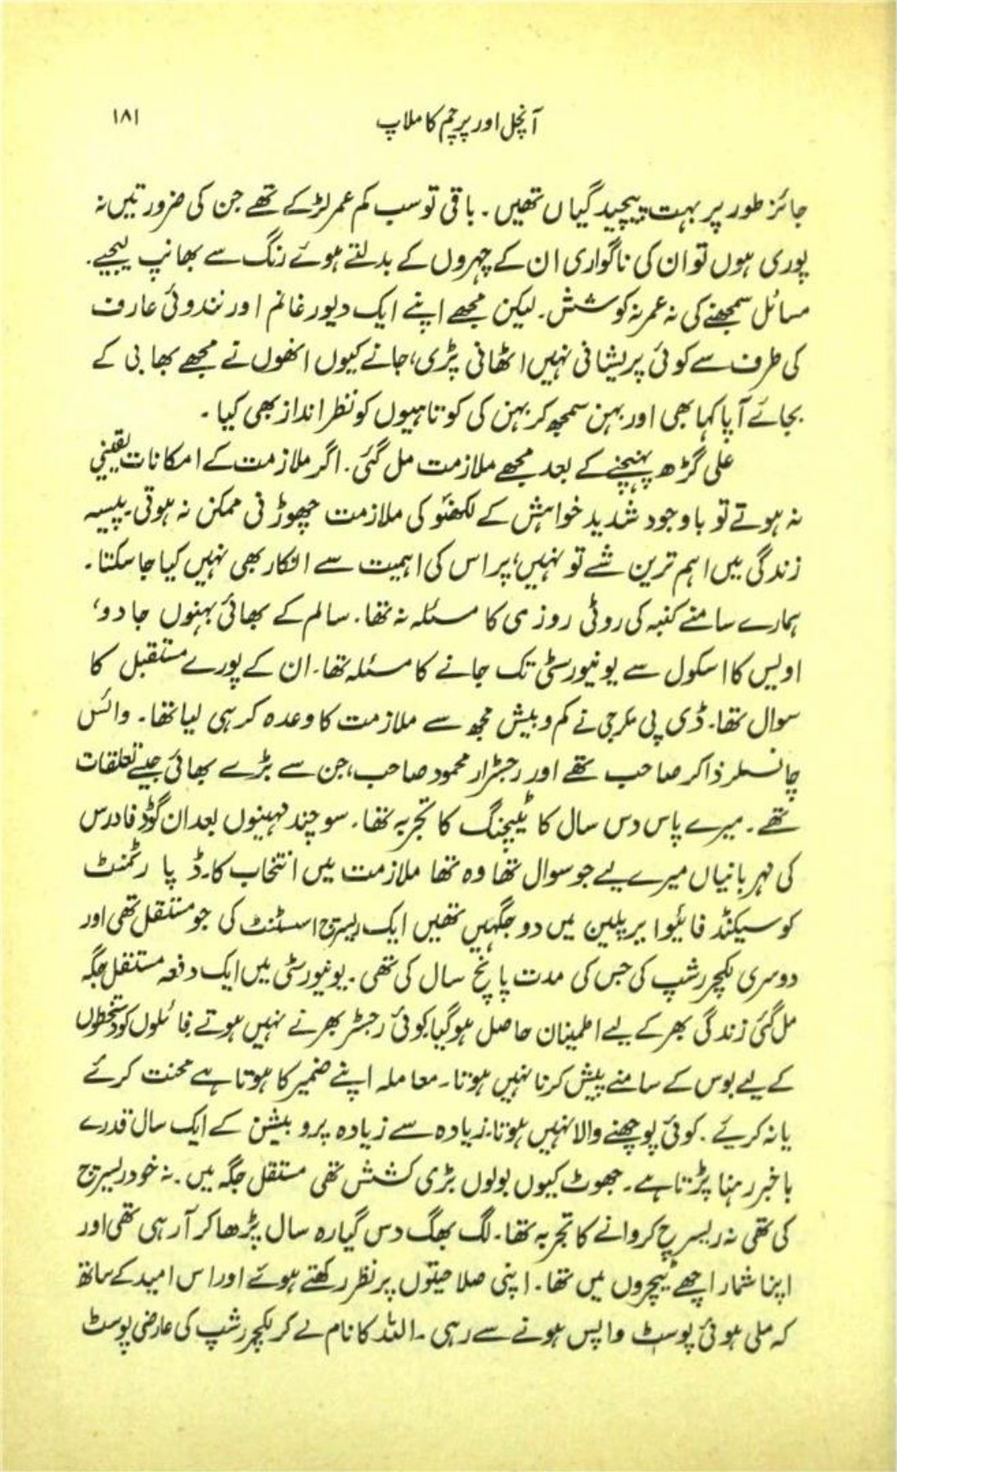 آنچل اور پرچم کا ملاپ ۱۸۱
جائز طور پر بہت پیچیدگیاں تھیں ۔ باقی تو سب کم عمر لڑکے تھے جن کی ضرورتیں نہ
پوری ہوں تو ان کی ناگواری ان کے چہروں کے بدلتے ہوئے رنگ سے بھانپ لیجیے۔
مسائل سمجھنے کی نہ عمر نہ کوشش۔ لیکن مجھے اپنے ایک دیور غانم اور نندوئی عارف
کی طرف سے کوئی پریشانی نہیں اٹھانی پڑی، جانے کیوں انھوں نے مجھے بھابی کے
بجائے آپا کہا بھی اور بہن سمجھ کر بہن کی کوتاہیوں کو نظر انداز بھی کیا ۔
علی گڑھ پہنچنے کے بعد مجھے ملازمت مل گئی۔ اگر ملازمت کے امکانات یقینی
نہ ہوتے تو باوجود شدید خواہش کے لکھنؤ کی ملازمت چھوڑنی ممکن نہ ہوتی۔ پیسہ
زندگی میں اہم ترین شے تو نہیں، پر اس کی اہمیت سے انکار بھی نہیں کیا جا سکتا ۔
ہمارے سامنے کنبہ کی روٹی روزی کا مسئلہ نہ تھا۔ سالم کے بھائی بہنوں جادو،
اویس کا اسکول سے یونیورسٹی تک جانے کا مسئلہ تھا۔ ان کے پورے مستقبل کا
سوال تھا۔ ڈی پی مکرجی نے کم و بیش مجھ سے ملازمت کا وعدہ کر ہی لیا تھا۔ وائس
چانسلر ذاکر صاحب تھے اور رجسٹرار محمود صاحب، جن سے بڑے بھائی جیسے تعلقات
تھے ۔ میرے پاس دس سال کا ٹیچنگ کا تجربہ تھا۔ سو چند مہینوں بعد ان گوڈ فادرس
کی مہربانیاں میرے لیے جو سوال تھا وہ تھا ملازمت میں انتخاب کا۔ ڈپارٹمنٹ
کو سیکنڈ فائیو ایر پلین میں دو جگہیں تھیں ایک ریسرچ اسسٹنٹ کی جو مستقل تھی اور
دوسری لکچررشپ کی جس کی مدت پانچ سال کی تھی ۔ یونیورسٹی میں ایک دفعہ مستقل جگہ
مل گئی زندگی بھر کے لیے اطمینان حاصل ہو گیا کوئی رجسٹر بھرنے نہیں ہوتے فائلوں کو دستخطوں
کے لیے بوس کے سامنے پیش کرنا نہیں ہوتا۔ معاملہ اپنے ضمیر کا ہوتا ہے محنت کرئے
یا نہ کریے ۔ کوئی پوچھنے والا نہیں ہوتا۔ زیادہ سے زیادہ پروبیشن کے ایک سال قدرے
باخبر رہنا پڑتا ہے ۔ جھوٹ کیوں بولوں بڑی کشش تھی مستقل جگہ میں ۔ نہ خود ریسرچ
کی تھی نہ ریسرچ کروانے کا تجربہ تھا۔ لگ بھگ دس گیارہ سال پڑھا کر آ رہی تھی اور
اپنا شمار اچھے ٹیچروں میں تھا۔ اپنی صلاحیتوں پر نظر رکھتے ہوئے اور اس امید کے ساتھ
کہ ملی ہوئی پوسٹ واپس ہونے سے رہی ۔ اللہ کا نام لے کر لکچررشپ کی عارضی پوسٹ